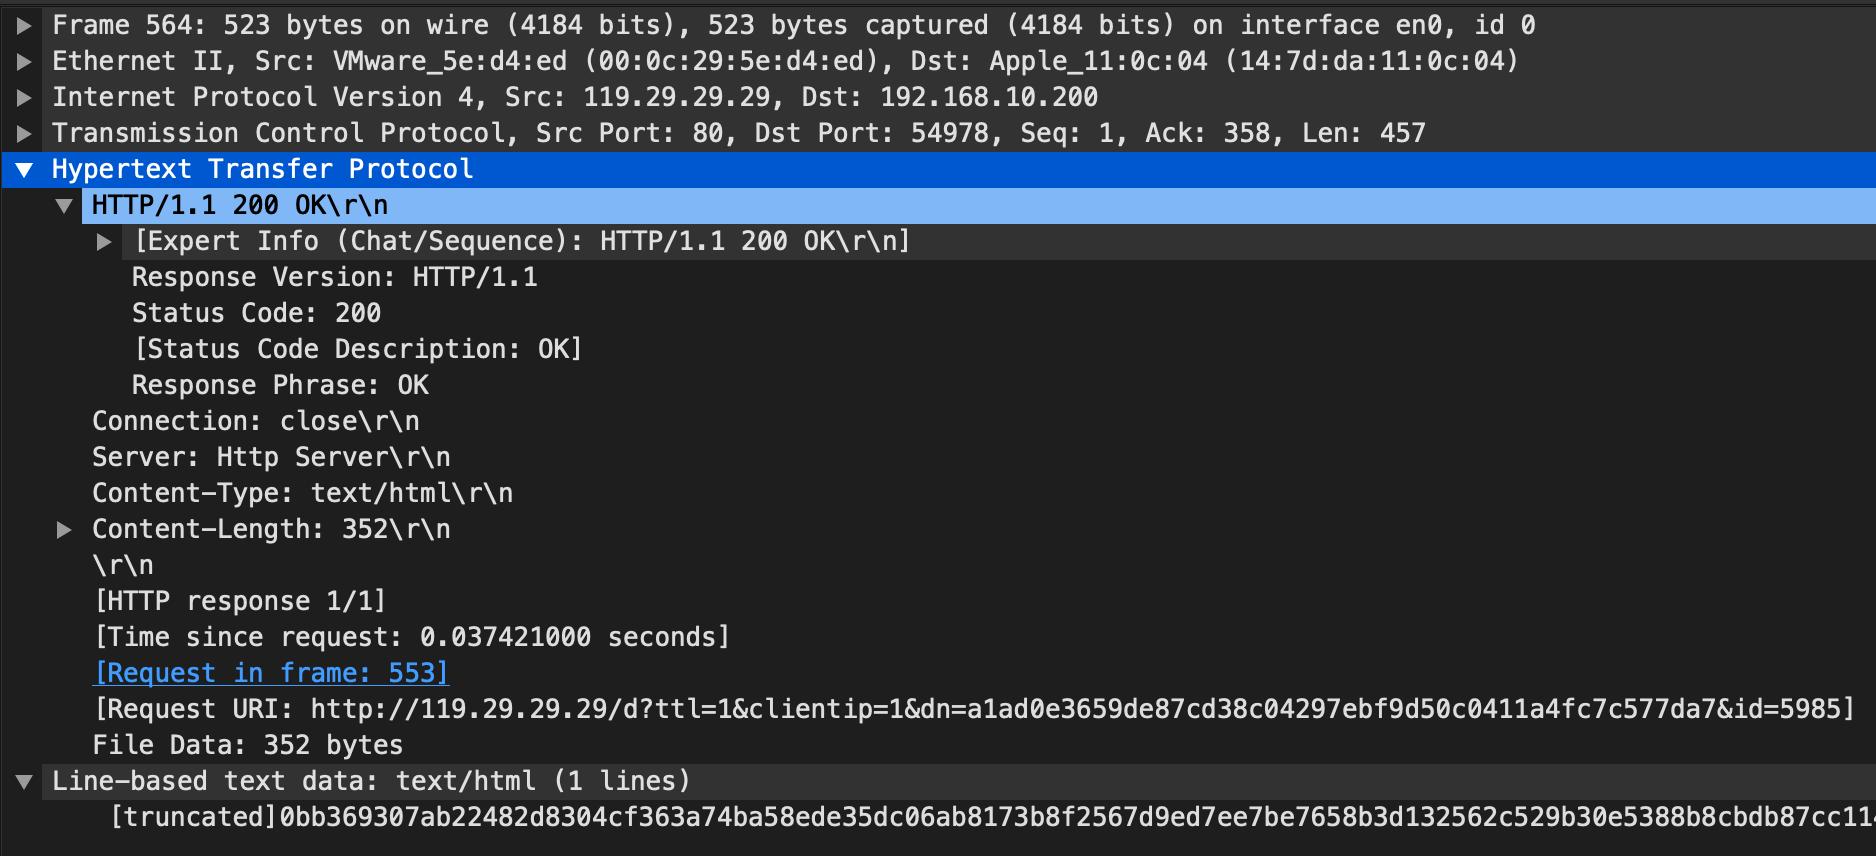 Frame 564: 523 bytes on wire (4184 bits), 523 bytes captured (4184 bits) on interface en0, id 0
Ethernet II, Src: VMware_5e:d4:ed (00:0c:29:5e:d4:ed), Dst: Apple_11:0c:04 (14:7d:da:11:0c:04)
Internet Protocol Version 4, Src: 119.29.29.29, Dst: 192.168.10.200
Transmission Control Protocol, Src Port: 80, Dst Port: 54978, Seq: 1, Ack: 358, Len: 457
Hypertext Transfer Protocol
HTTP/1.1 200 OK\r\n
[Expert Info (Chat/Sequence): HTTP/1.1 200 OK\r\n]
Response Version: HTTP/1.1
Status Code: 200
[Status Code Description: OK]
Response Phrase: OK
Connection: close\r\n
Server: Http Server\r\n
Content-Type: text/html\r\n
Content-Length: 352\r\n
\r\n
[HTTP response 1/1]
[Time since request: 0.037421000 seconds]
[Request in frame: 553]
[Request URI: http://119.29.29.29/d?ttl=1&clientip=1&dn=a1ad0e3659de87cd38c04297ebf9d50c0411a4fc7c577da7&id=5985]
File Data: 352 bytes
Line-based text data: text/html (1 lines)
[truncated]0bb369307ab22482d8304cf363a74ba58ede35dc06ab8173b8f2567d9ed7ee7be7658b3d132562c529b30e5388b8cbdb87cc114